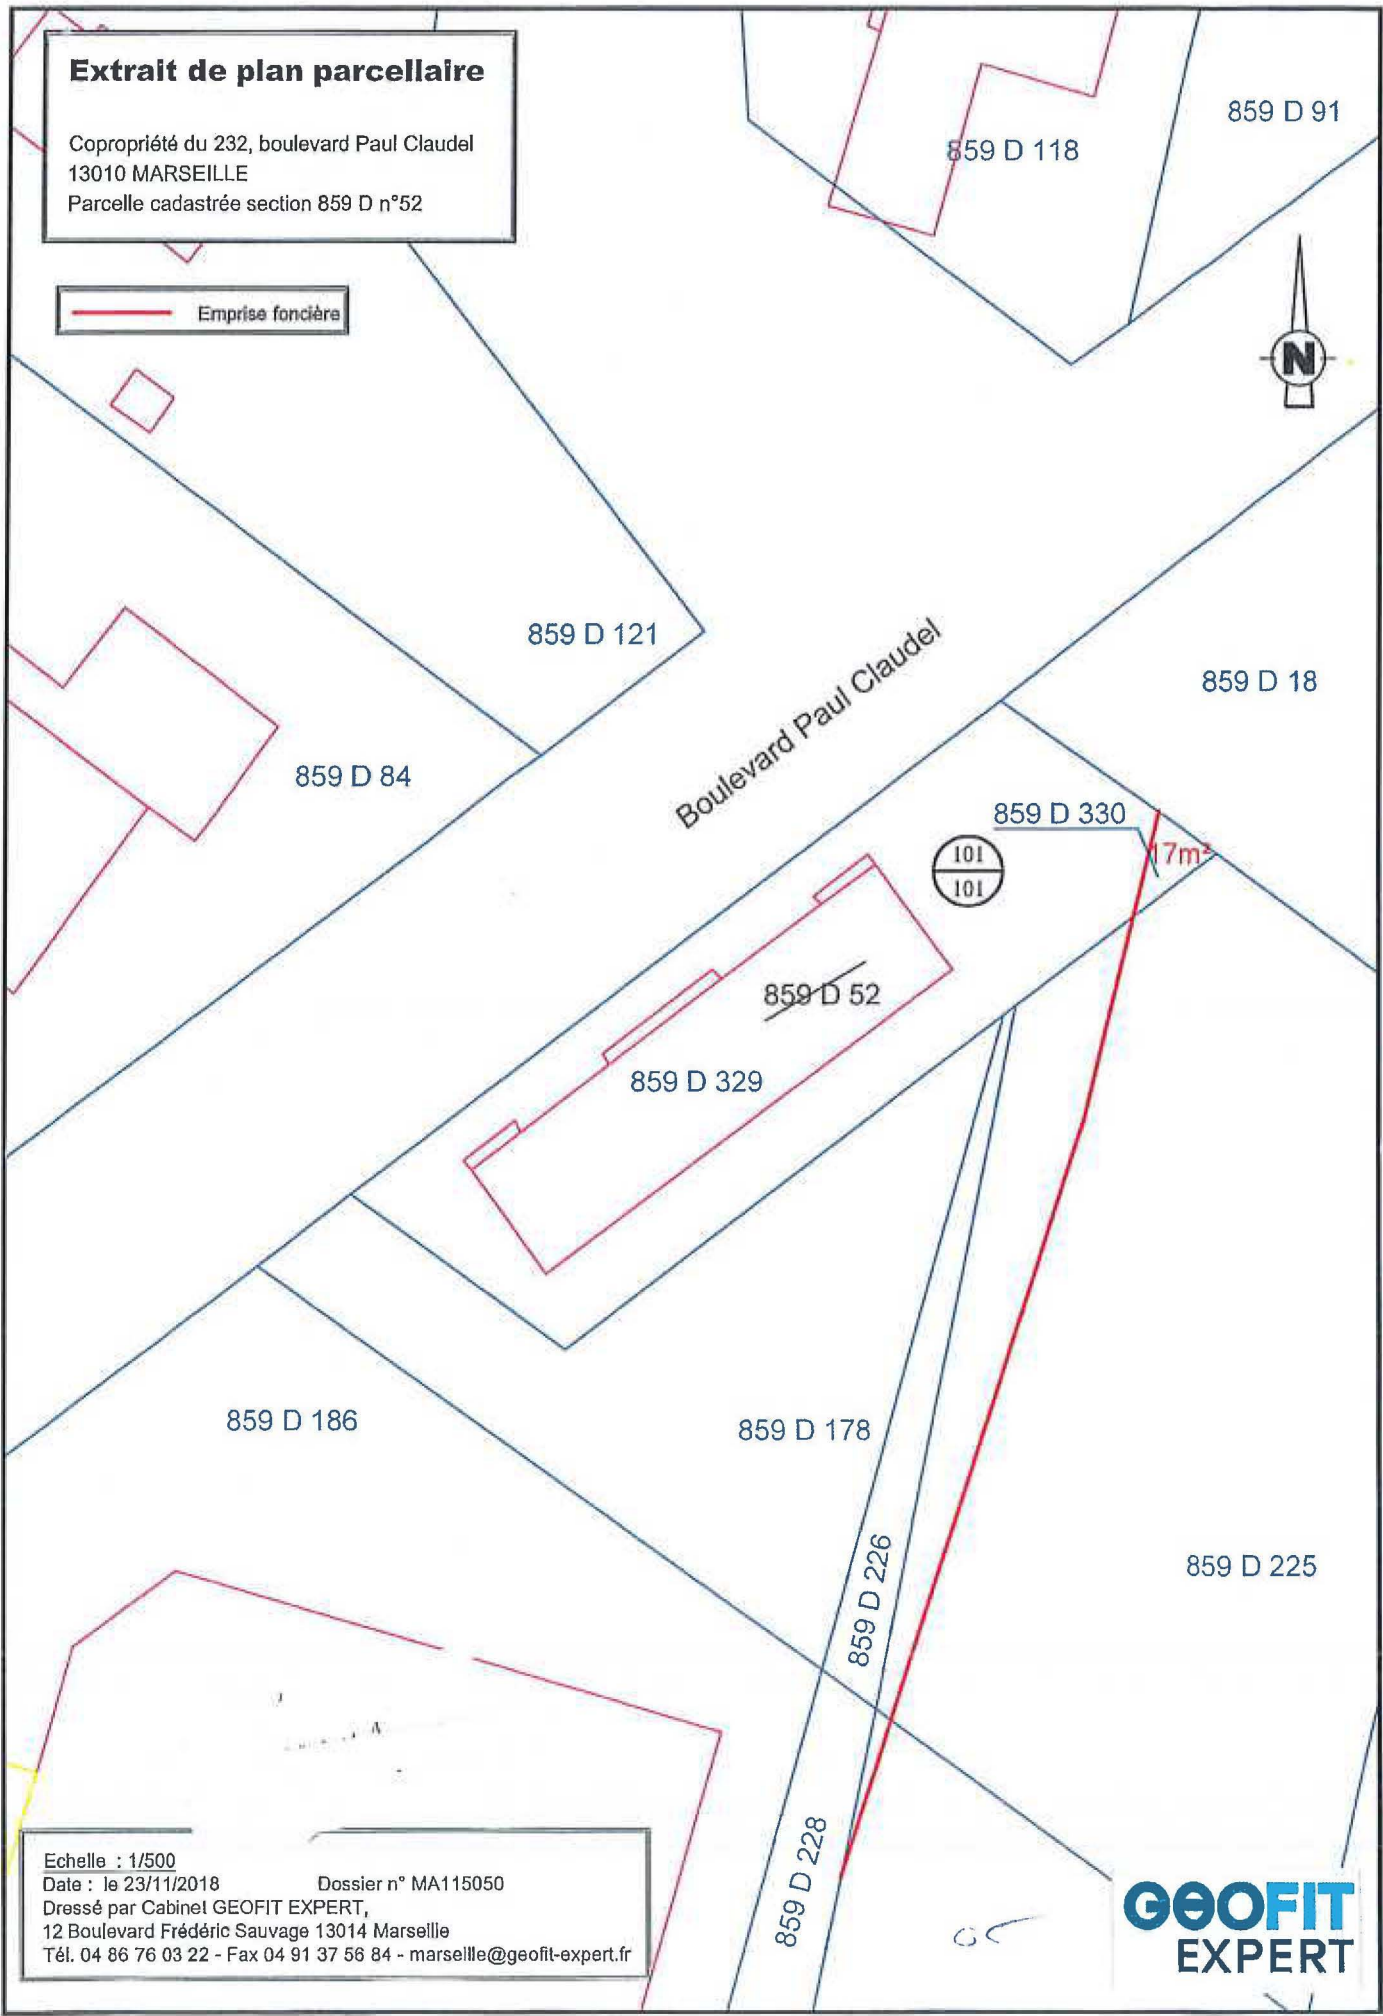 Extrait de plan parcellaire
Copropriété du 232, boulevard Paul Claudel
13010 MARSEILLE
Parcelle cadastrée section 859 D n°52
Emprise foncière
859 D 91
859 D 118
N
859 D 121
Boulevard Paul Claudel
859 D 18
859 D 84
859 D 330
17m²
101
101
859 D 52
859 D 329
859 D 186
859 D 178
859 D 226
859 D 225
859 D 228
Echelle : 1/500
Date : le 23/11/2018 Dossier n° MA115050
Dressé par Cabinet GEOFIT EXPERT,
12 Boulevard Frédéric Sauvage 13014 Marseille
Tél. 04 86 76 03 22 - Fax 04 91 37 56 84 - marseille@geofit-expert.fr
GEOFIT
EXPERT